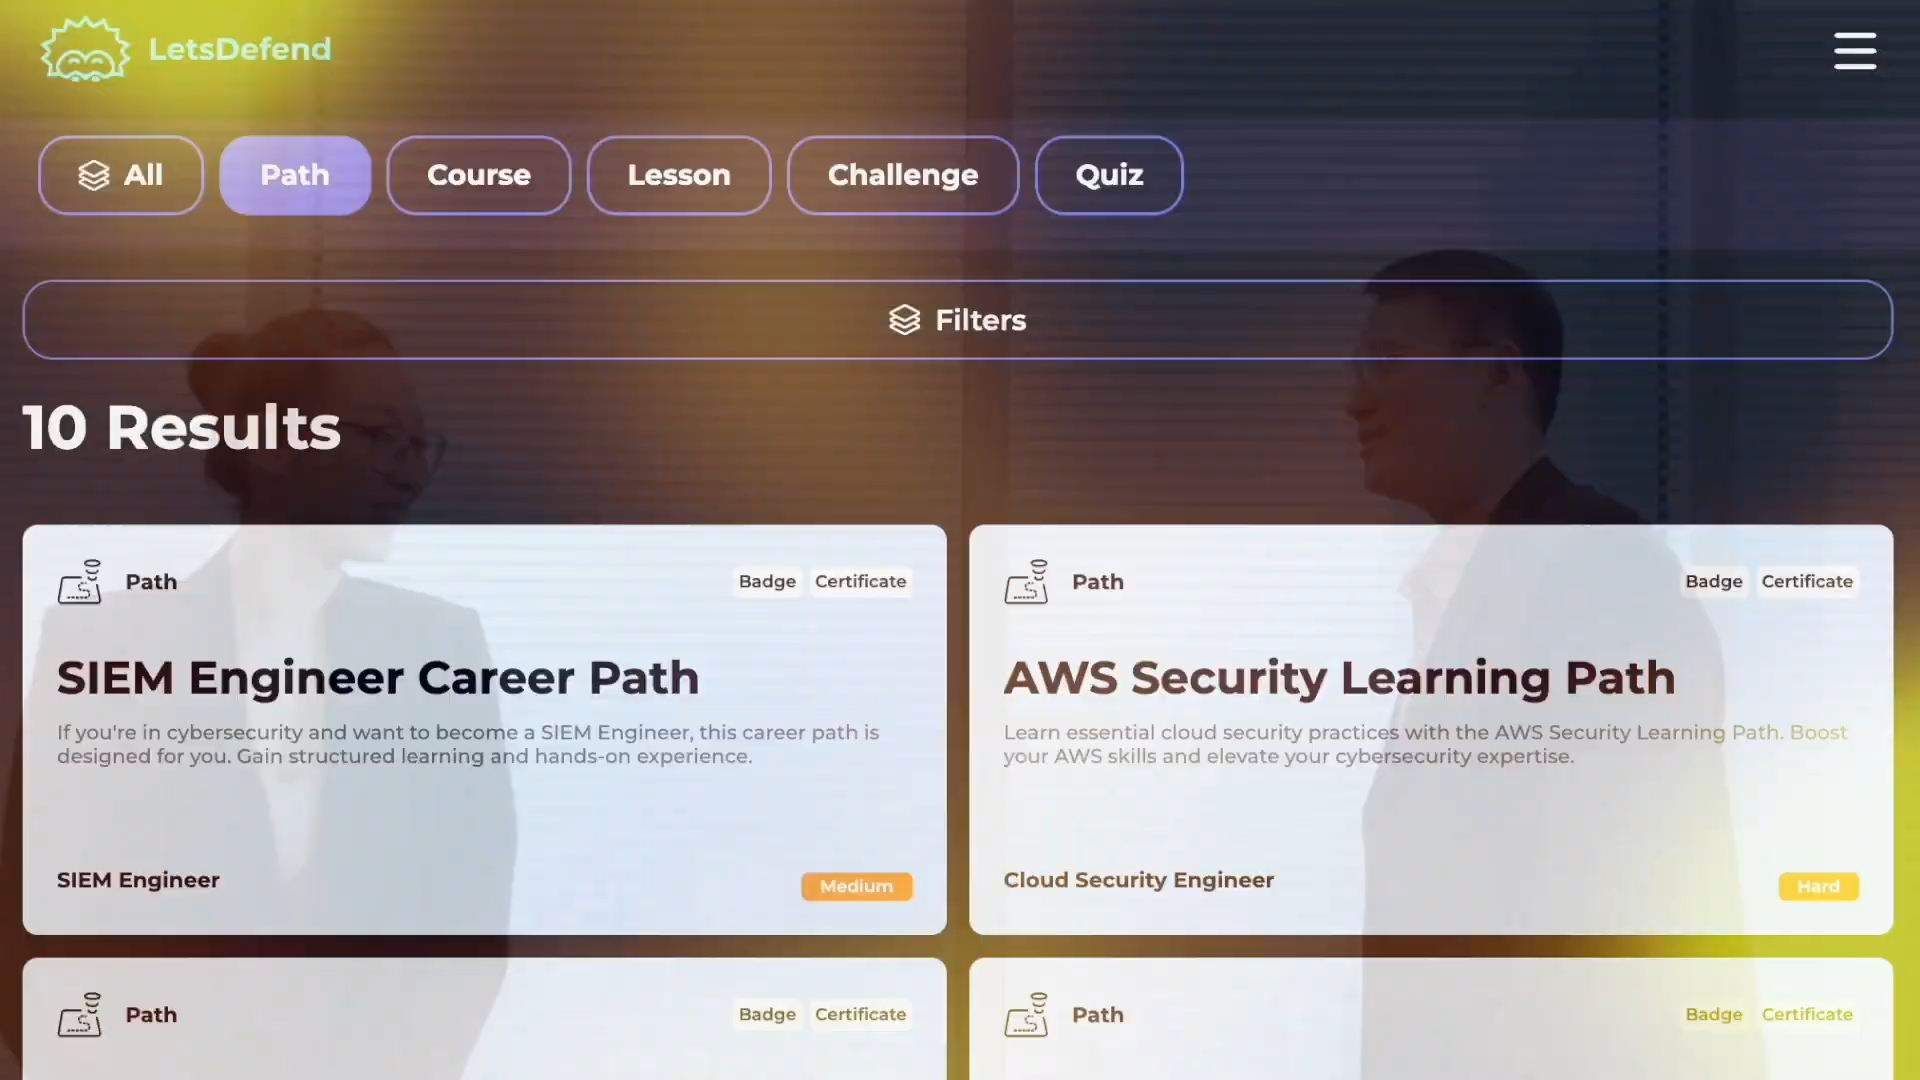 LetsDefend
All
Path
Course
Lesson
Challenge
Quiz
Filters
10 Results
Path
Badge
Certificate
SIEM Engineer Career Path
If you're in cybersecurity and want to become a SIEM Engineer, this career path is
designed for you. Gain structured learning and hands-on experience.
SIEM Engineer
Medium
Path
Badge
Certificate
AWS Security Learning Path
Learn essential cloud security practices with the AWS Security Learning Path. Boost
your AWS skills and elevate your cybersecurity expertise.
Cloud Security Engineer
Hard
Path
Badge
Certificate
Path
Badge
Certificate